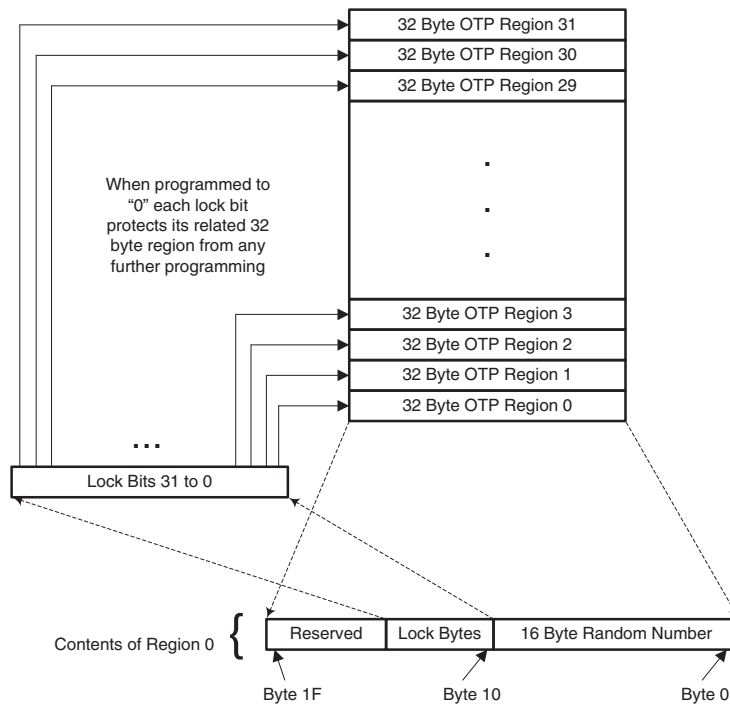 32 Byte OTP Region 31
32 Byte OTP Region 30
32 Byte OTP Region 29
.
.
.
When programmed to
“0” each lock bit
protects its related 32
byte region from any
further programming
32 Byte OTP Region 3
32 Byte OTP Region 2
32 Byte OTP Region 1
32 Byte OTP Region 0
...
Lock Bits 31 to 0
Contents of Region 0 {
Reserved
Lock Bytes
16 Byte Random Number
Byte 1F
Byte 10
Byte 0